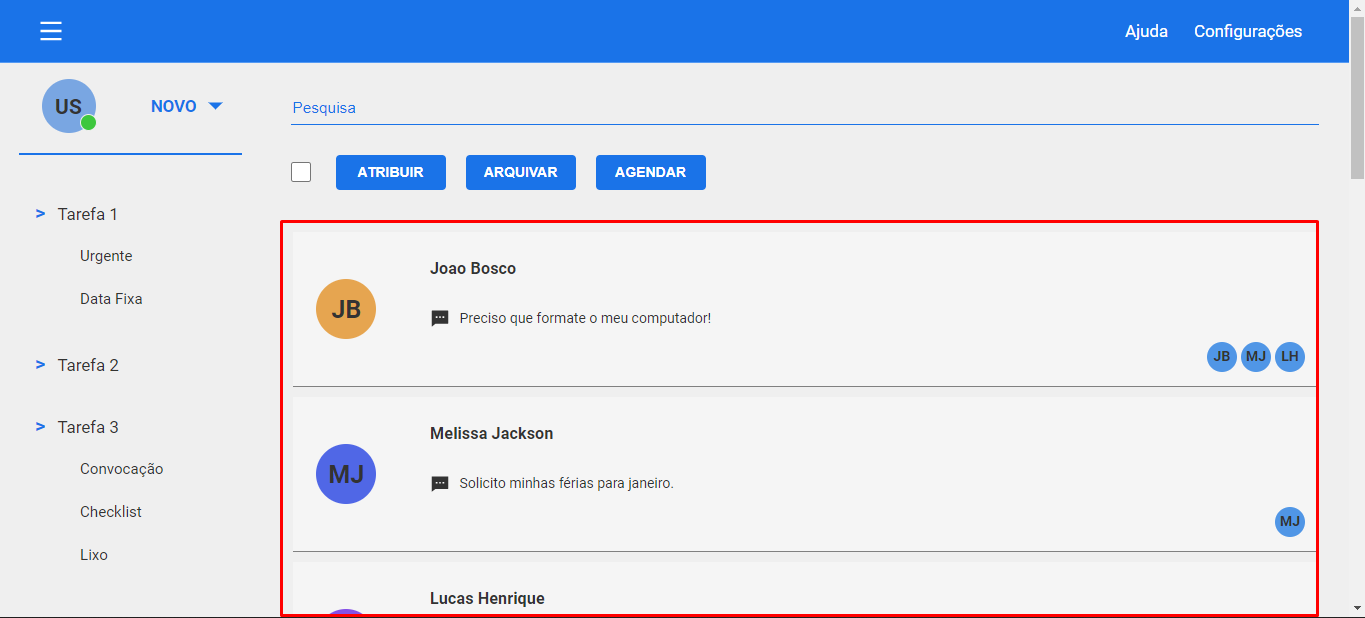 Ajuda Configurações
US NOVO
Pesquisa
ATRIBUIR ARQUIVAR AGENDAR
> Tarefa 1
Urgente
Data Fixa
> Tarefa 2
> Tarefa 3
Convocação
Checklist
Lixo
Joao Bosco
JB
Preciso que formate o meu computador!
JB MJ LH
Melissa Jackson
MJ
Solicito minhas férias para janeiro.
MJ
Lucas Henrique